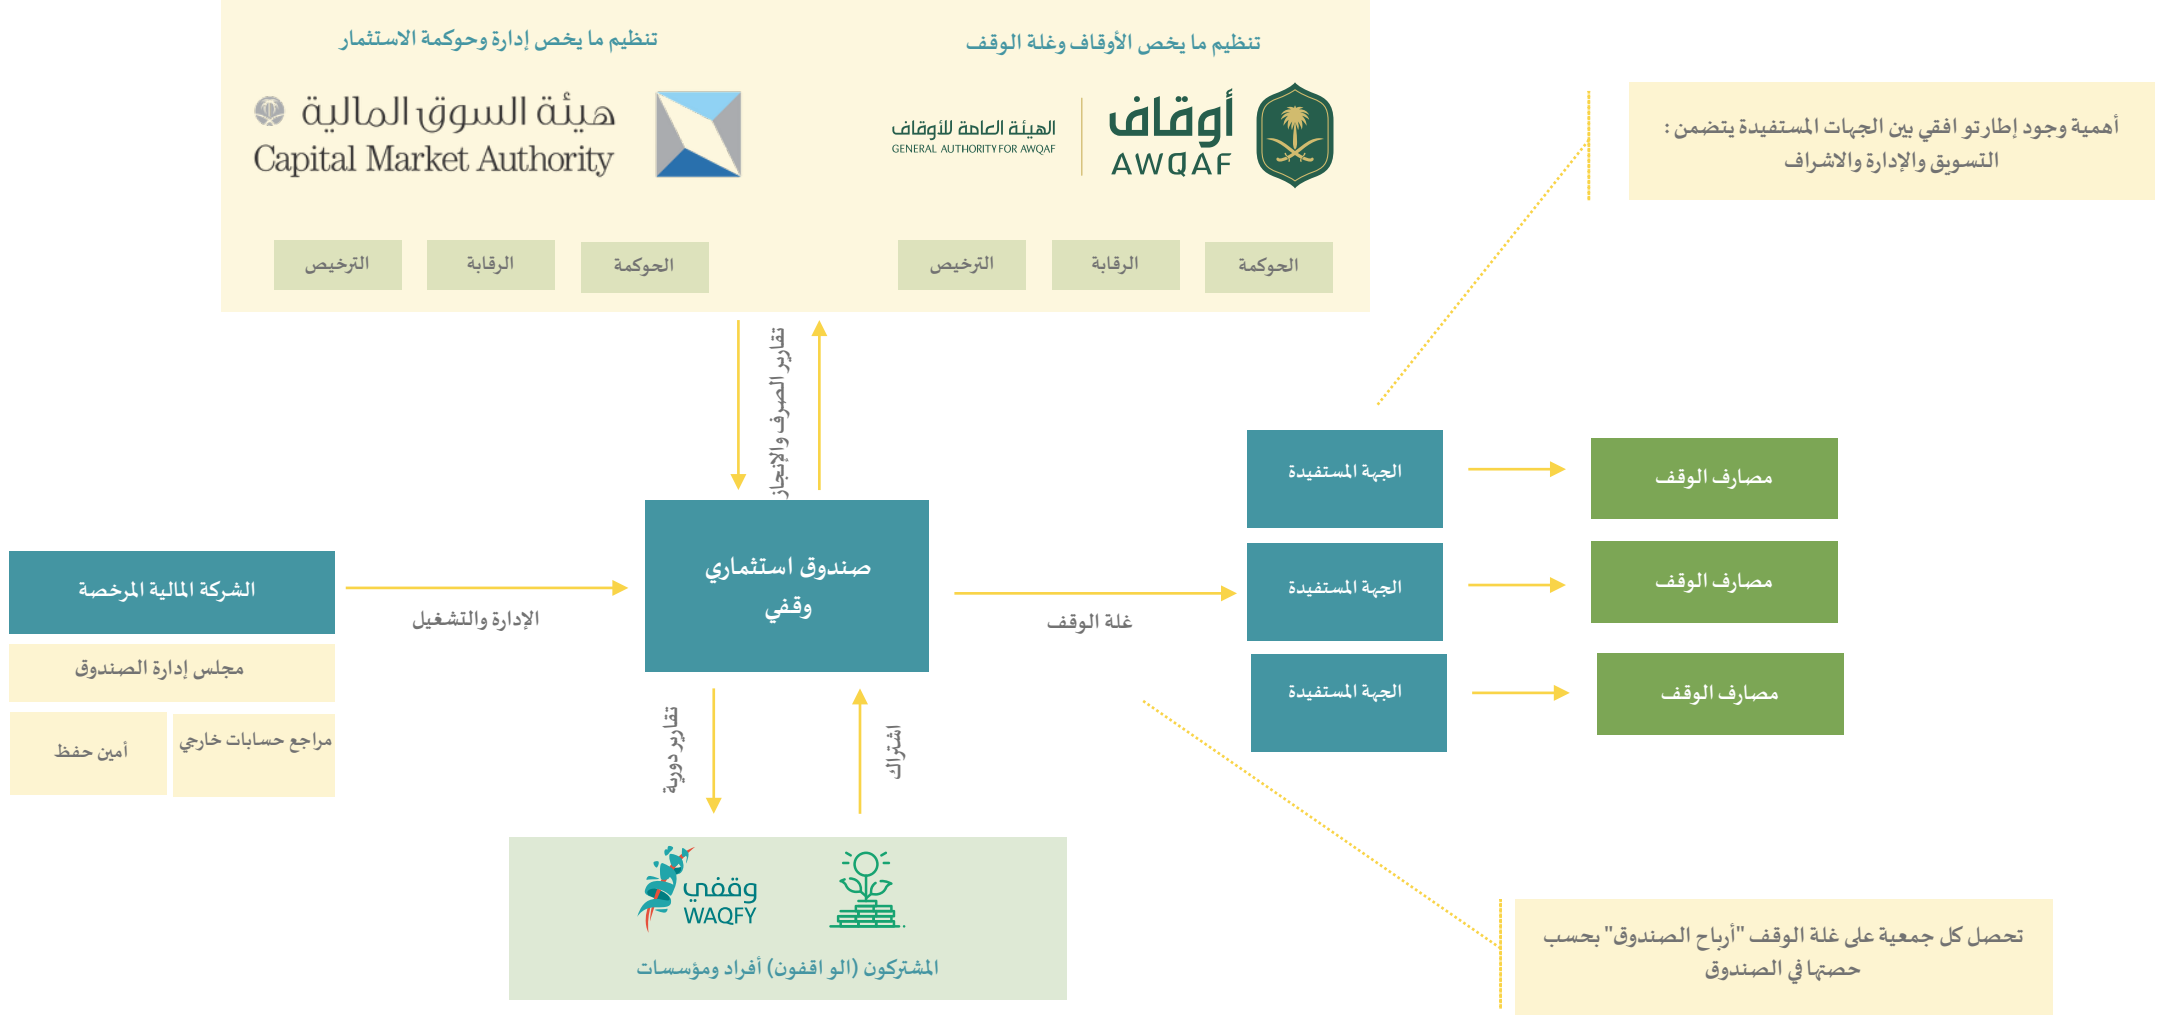 تنظيم ما يخص الأوقاف وغلة الوقف
تنظيم ما يخص إدارة وحوكمة الاستثمار
أوقاف
AWQAF
الهيئة العامة للأوقاف
GENERAL AUTHORITY FOR AWQAF
هيئة السوق المالية
Capital Market Authority
الحوكمة
الرقابة
الترخيص
الحوكمة
الرقابة
الترخيص
أهمية وجود إطار توافقي بين الجهات المستفيدة يتضمن :
التسويق والإدارة والاشراف
تقارير الصرف والإنجاز
الجهة المستفيدة
مصارف الوقف
الجهة المستفيدة
مصارف الوقف
الجهة المستفيدة
مصارف الوقف
صندوق استثماري
وقفي
غلة الوقف
الشركة المالية المرخصة
الإدارة والتشغيل
مجلس إدارة الصندوق
مراجع حسابات خارجي
أمين حفظ
اشتراك
تقارير دورية
وقفي
WAQFY
المشتركون (الواقفون) أفراد ومؤسسات
تحصل كل جمعية على غلة الوقف "أرباح الصندوق" بحسب
حصتها في الصندوق